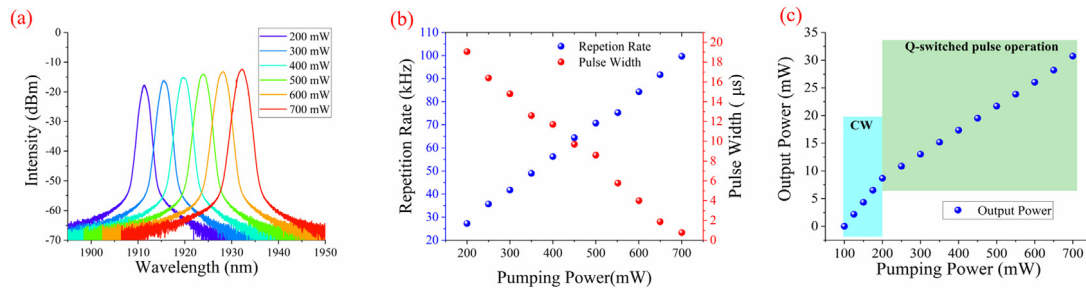 (a)
0
-10
-20
-30
-40
-50
-60
-70
Intensity (dBm)
200 mW
300 mW
400 mW
500 mW
600 mW
700 mW
1900
1910
1920
1930
1940
1950
Wavelength (nm)
(b)
110
100
90
80
70
60
50
40
30
20
Repetition Rate (kHz)
Repetion Rate
Pulse Width
20
18
16
14
12
10
8
6
4
2
0
Pulse Width ( μs)
200
300
400
500
600
700
Pumping Power(mW)
(c)
40
35
30
25
20
15
10
5
0
Output Power (mW)
Q-switched pulse operation
CW
Output Power
100
200
300
400
500
600
700
Pumping Power (mW)